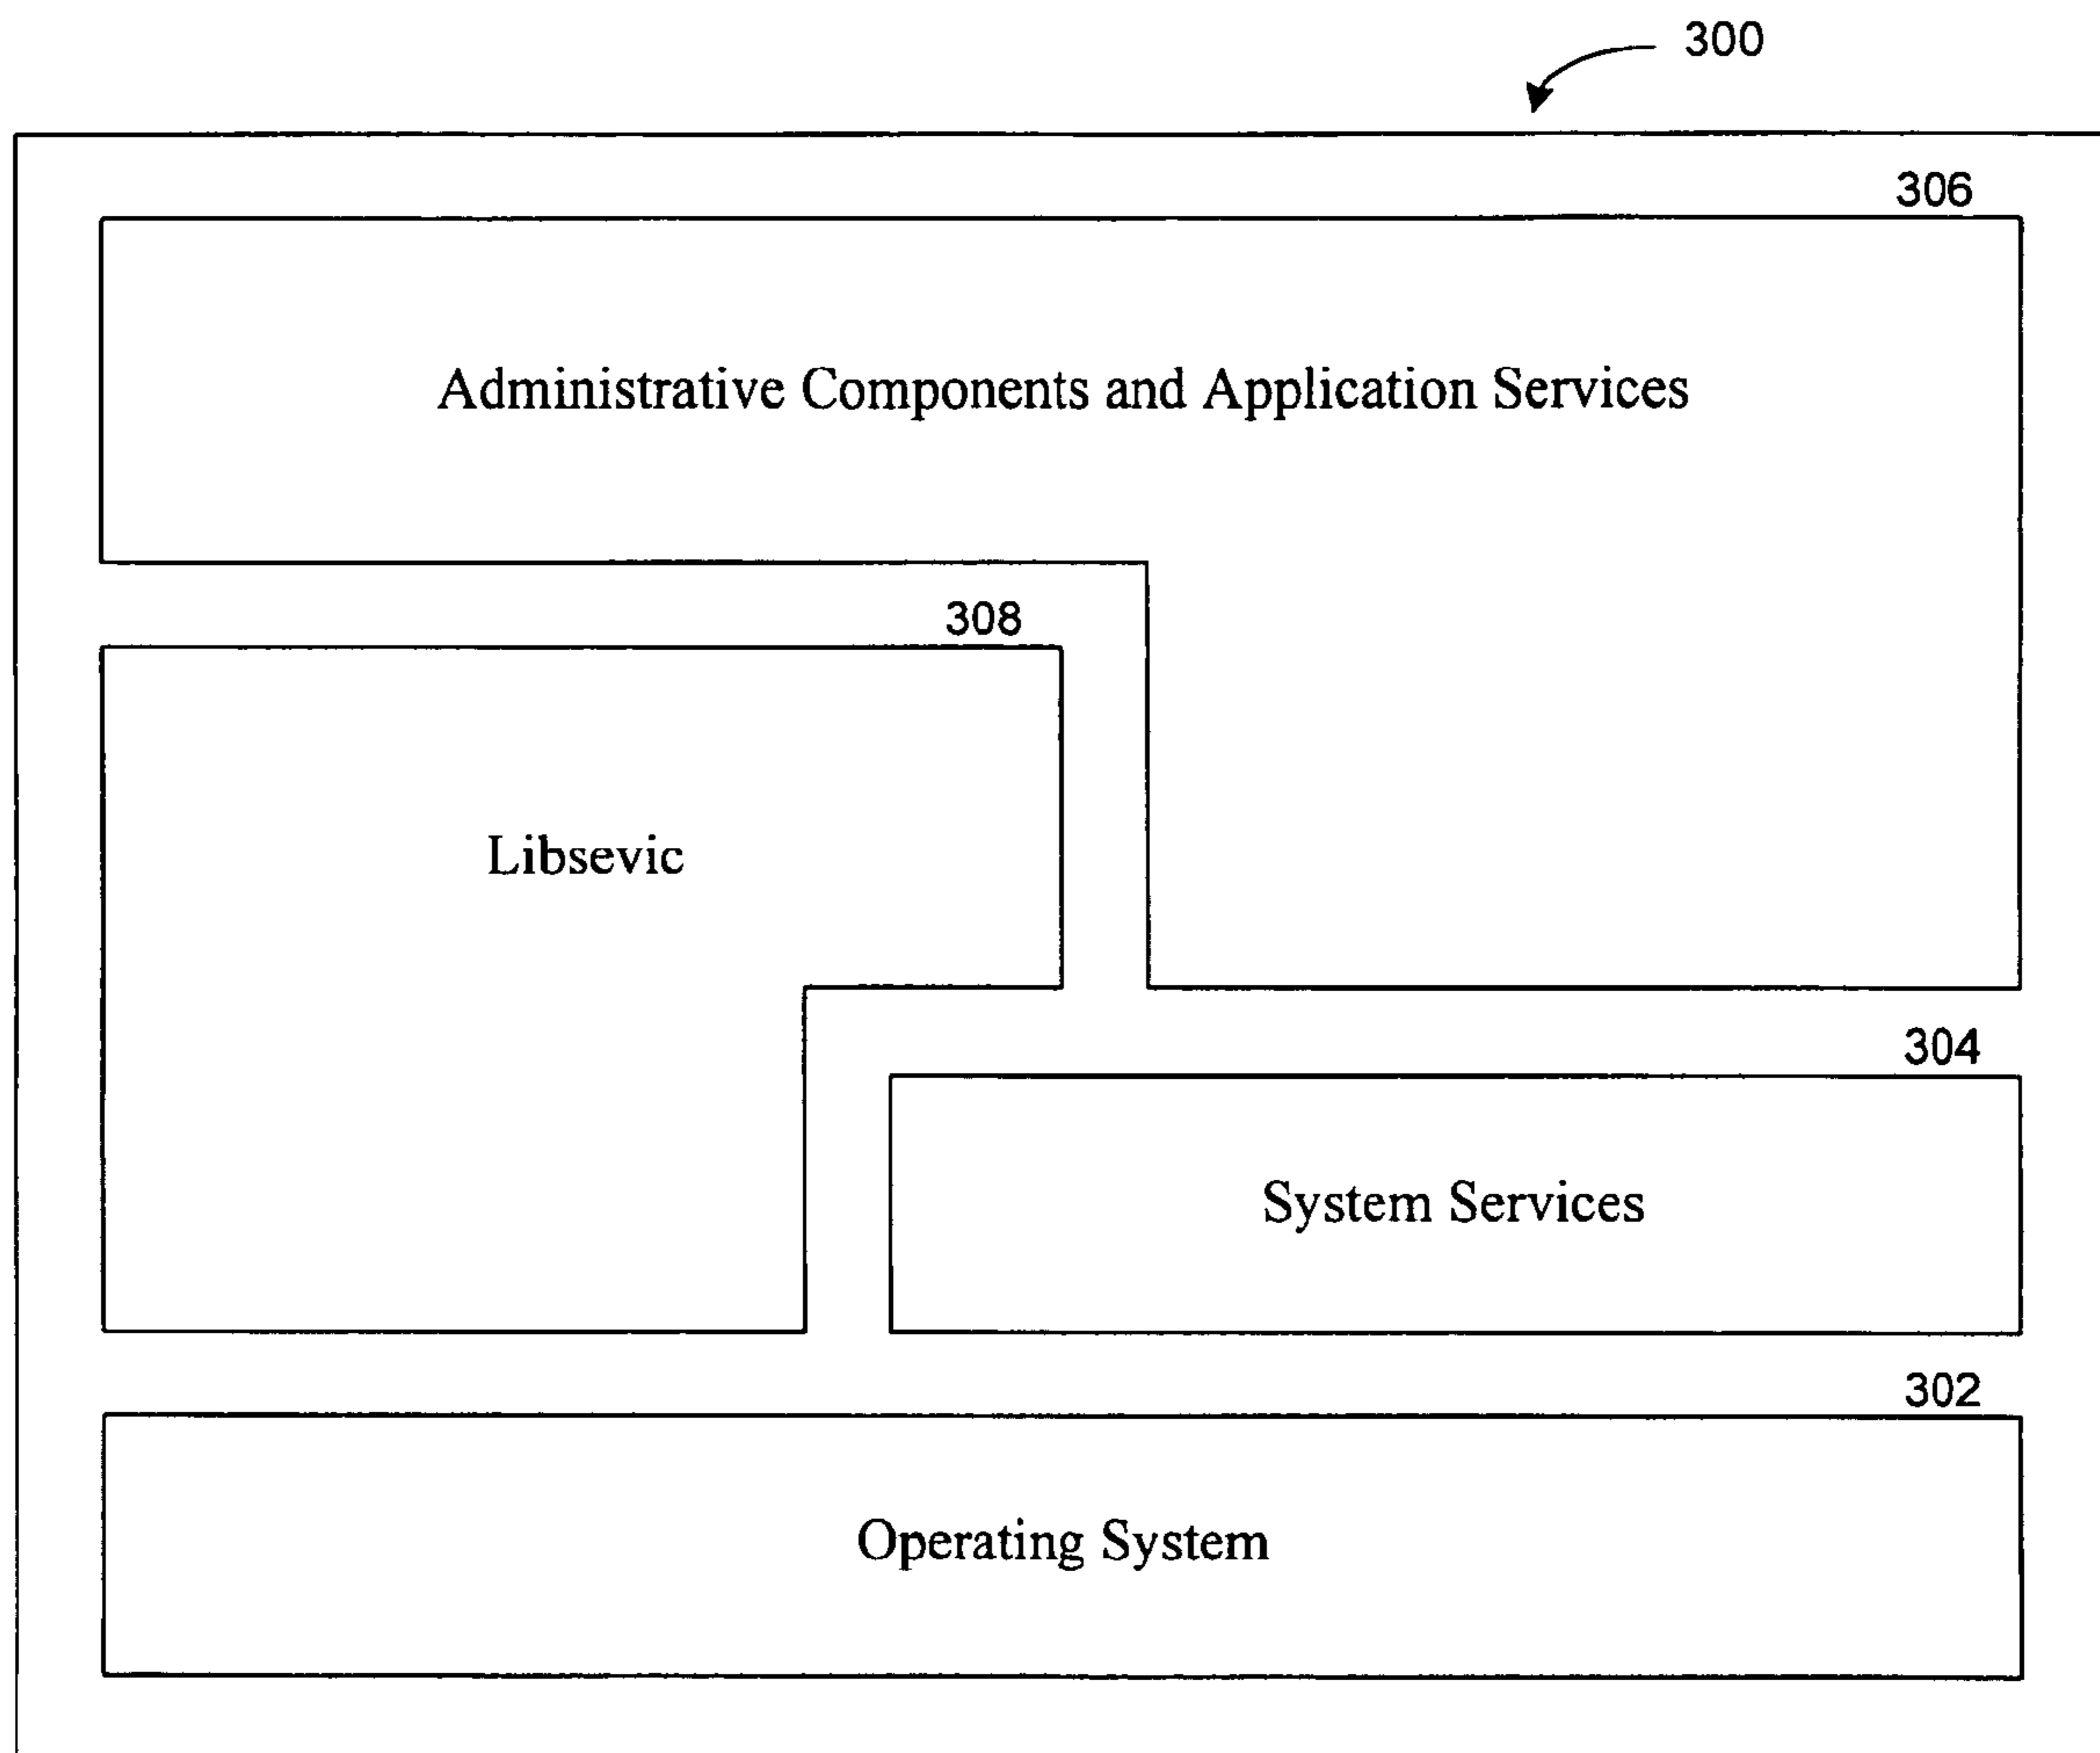 300
306
Administrative Components and Application Services
308
Libsevic
304
System Services
302
Operating System